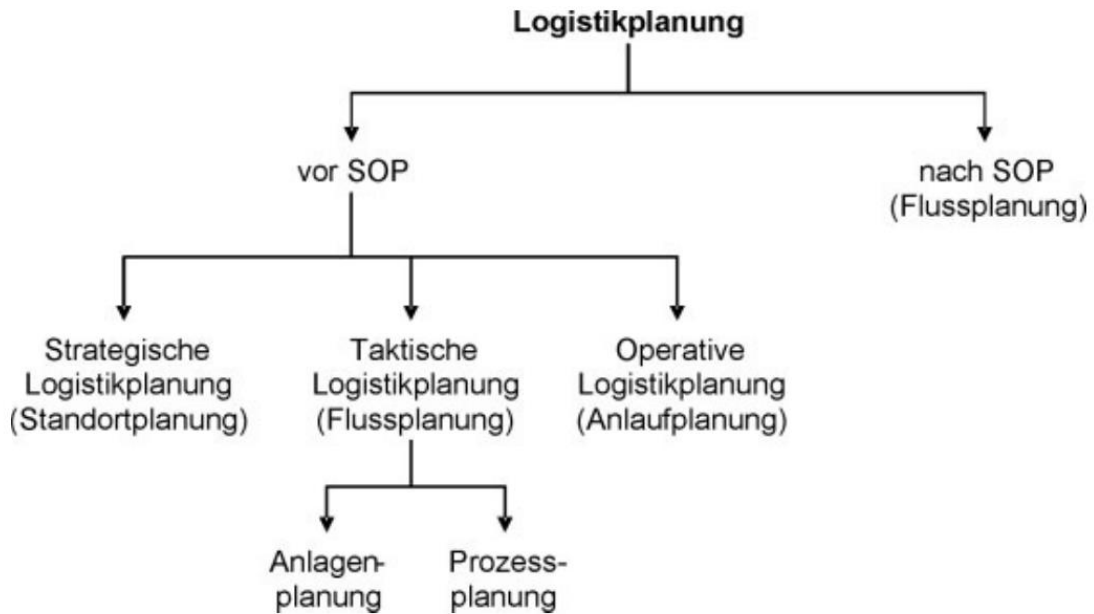 Logistikplanung
vor SOP
nach SOP
(Flussplanung)
Strategische
Logistikplanung
(Standortplanung)
Taktische
Logistikplanung
(Flussplanung)
Operative
Logistikplanung
(Anlaufplanung)
Anlagen-
planung
Prozess-
planung